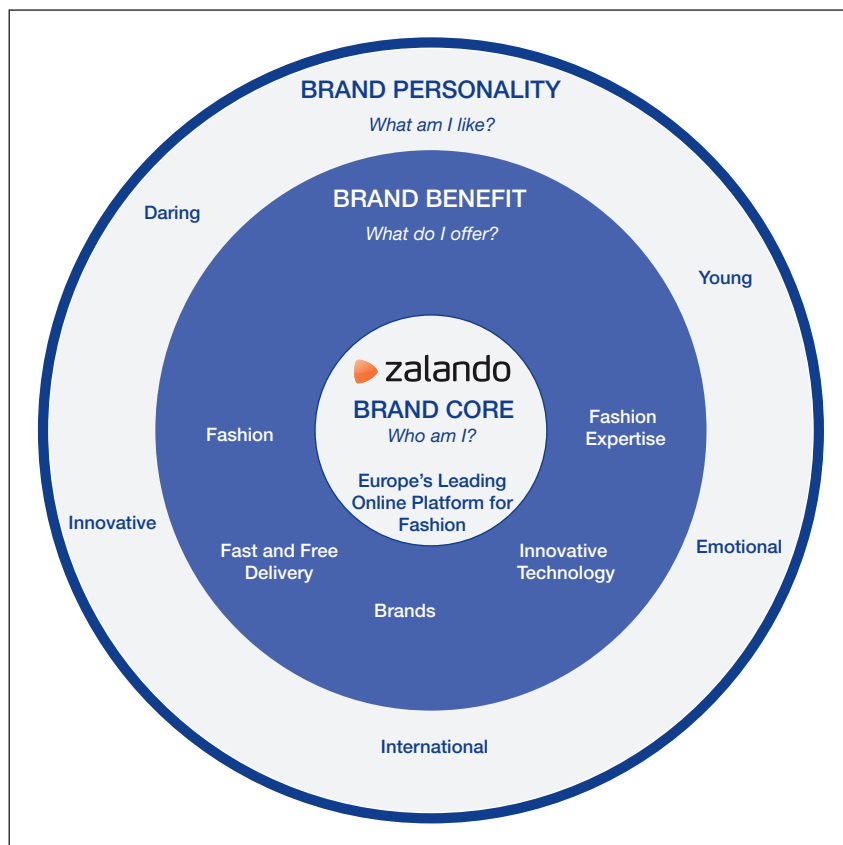 BRAND PERSONALITY
What am I like?
Daring
Young
Innovative
Emotional
International
BRAND BENEFIT
What do I offer?
Fashion
Fashion
Expertise
Fast and Free
Delivery
Innovative
Technology
Brands
zalando
BRAND CORE
Who am I?
Europe's Leading
Online Platform for
Fashion